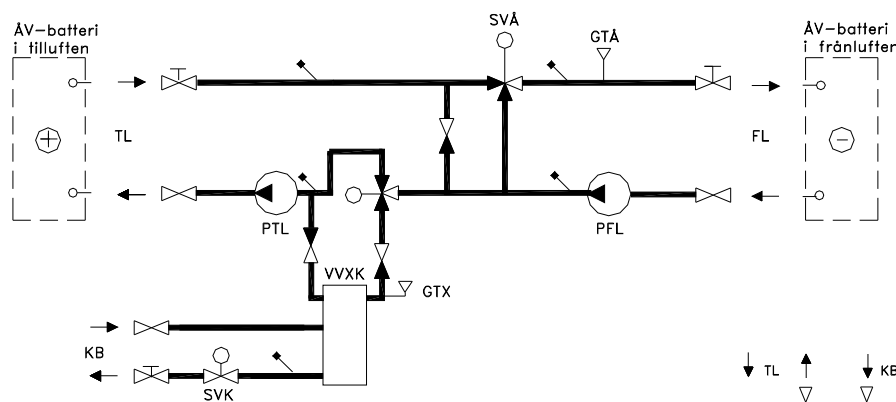 SVÅ
ÅV-batteri
i tilluften
GTÅ
ÅV-batteri
i frånluften
TL
FL
PTL
PFL
VVXK
GTX
KB
SVK
TL
KB